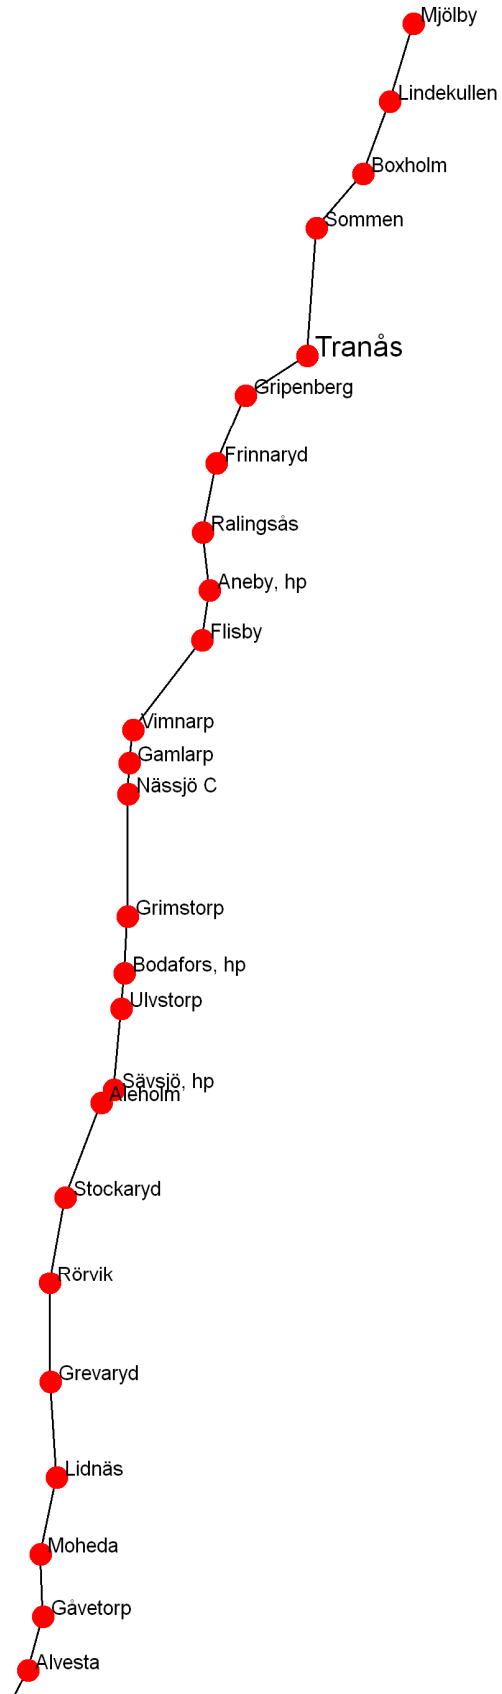 Mjölby
Lindekullen
Boxholm
Sommen
Tranås
Gripenberg
Frinnaryd
Ralingsås
Aneby, hp
Flisby
Vimnarp
Gamlarp
Nässjö C
Grimstorp
Bodafors, hp
Ulvstorp
Sävsjö, hp
Aleholm
Stockaryd
Rörvik
Grevaryd
Lidnäs
Moheda
Gåvetorp
Alvesta